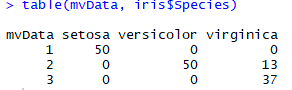 > table(mvData, iris$Species)
mvData setosa versicolor virginica
1 50 0 0
2 0 50 13
3 0 0 37